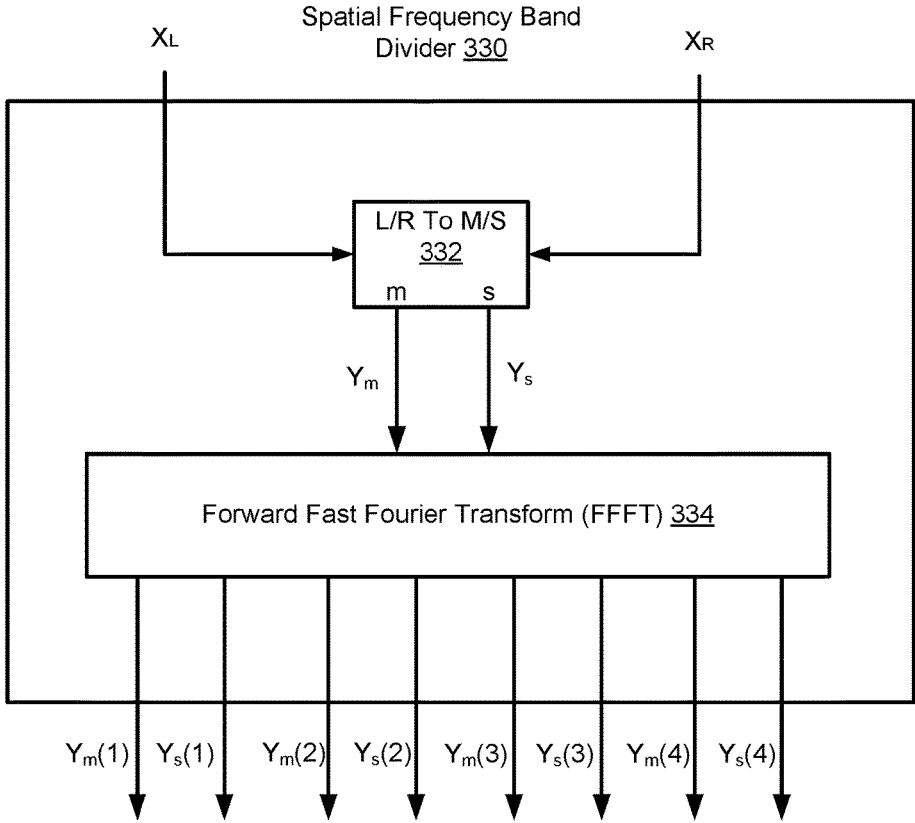 Spatial Frequency Band
Divider 330
XL
XR
L/R To M/S
332
m s
Ym
Ys
Forward Fast Fourier Transform (FFFT) 334
Ym(1) Ys(1) Ym(2) Ys(2) Ym(3) Ys(3) Ym(4) Ys(4)